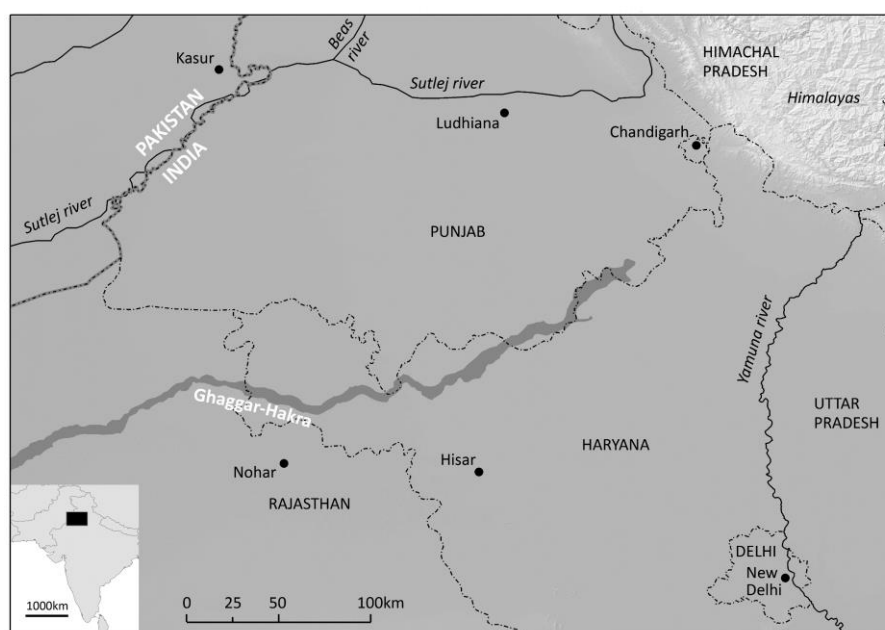 Kasur
Beas
river
Sutlej river
HIMACHAL
PRADESH
Himalayas
PAKISTAN
INDIA
Ludhiana
Chandigarh
Sutlej river
PUNJAB
Yamuna river
Ghaggar-Hakra
UTTAR
PRADESH
HARYANA
Nohar
Hisar
RAJASTHAN
DELHI
New
Delhi
1000km
0 25 50 100km